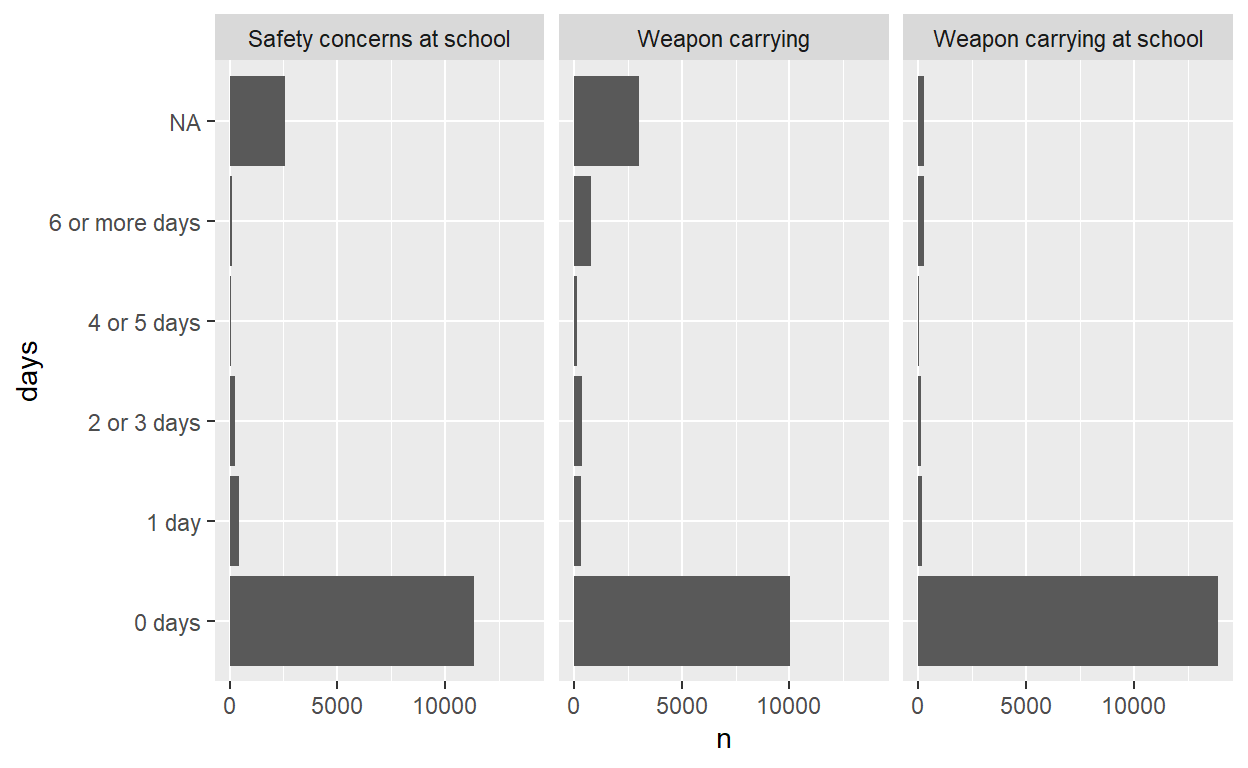 Safety concerns at school
Weapon carrying
Weapon carrying at school
days
NA
6 or more days
4 or 5 days
2 or 3 days
1 day
0 days
0 5000 10000
0 5000 10000
0 5000 10000
n